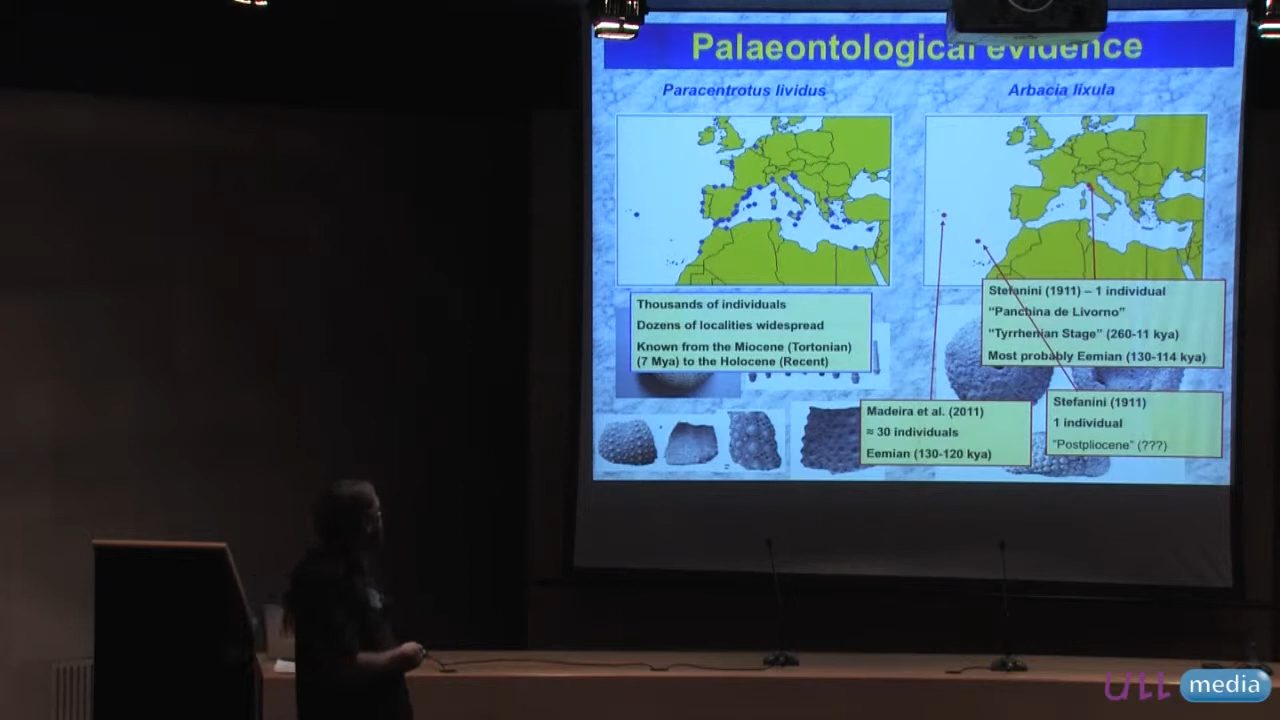 Palaeontological evidence
Paracentrotus lividus
Arbacia lixula
Thousands of individuals
Dozens of localities widespread
Known from the Miocene (Tortonian)
(7 Mya) to the Holocene (Recent)
Stefanini (1911) – 1 individual
"Panchina de Livorno"
"Tyrrhenian Stage" (260-11 kya)
Most probably Eemian (130-114 kya)
Madeira et al. (2011)
≈ 30 individuals
Eemian (130-120 kya)
Stefanini (1911)
1 individual
"Postpliocene" (???)
ULL media